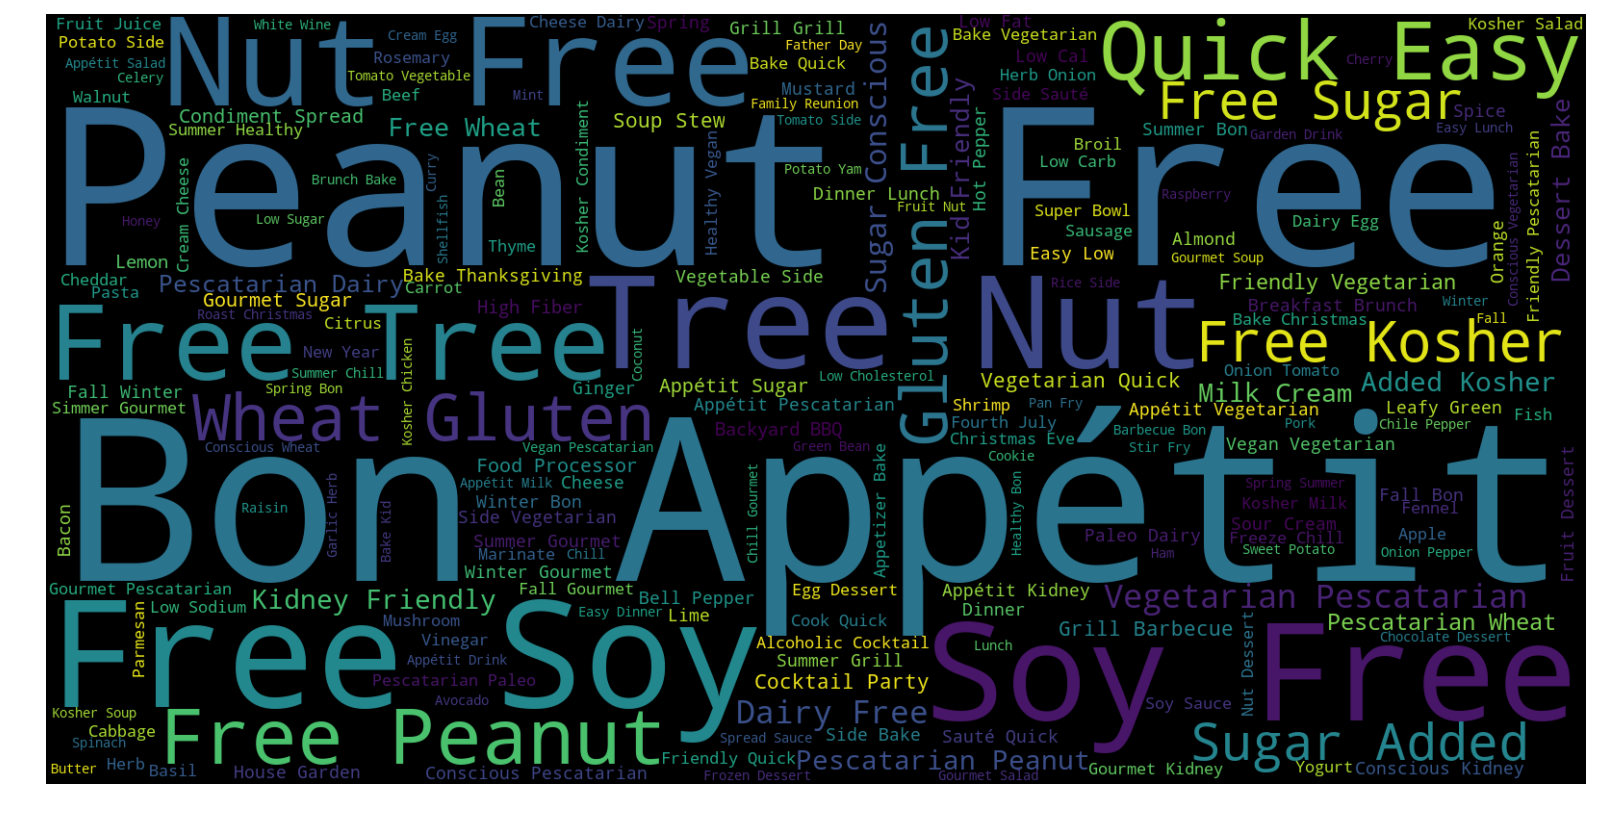 Fruit Juice
White Wine
Nut Free
Cheese Dairy
Spring
Grill Grill
Low Fat
Kosher Salad
Potato Side
Cream Egg
Father Day
Bake Vegetarian
Quick Easy
Appétit Salad
Rosemary
Bake Quick
Low Cal
Cherry
Celery
Tomato Vegetable
Mustard
Herb Onion
Walnut
Beef
Mint
Family Reunion
Side Sauté
Free Sugar
Condiment Spread
Free Wheat
Soup Stew
Tomato Side
Sugar Conscious
Gluten Free
Kid Friendly
Hot Pepper
Summer Bon
Garden Drink
Spice
Easy Lunch
Dessert Bake
Summer Healthy
Peanut Free
Broil
Low Carb
Cream Cheese
Brunch Bake
Curry
Bean
Kosher Condiment
Healthy Vegan
Potato Yam
Dinner Lunch
Fruit Nut
Raspberry
Conscious Vegetarian
Friendly Pescatarian
Honey
Low Sugar
Shellfish
Thyme
Super Bowl
Sausage
Dairy Egg
Orange
Lemon
Easy Low
Almond
Gourmet Soup
Cheddar
Pescatarian Dairy
Bake Thanksgiving
Vegetable Side
Pasta
Gourmet Sugar
Carrot
Tree Nut
Rice Side
Friendly Vegetarian
Roast Christmas
Citrus
High Fiber
Breakfast Brunch
Winter
Free Tree
New Year
Kosher Chicken
Coconut
Bake Christmas
Fall
Free Kosher
Summer Chill
Low Cholesterol
Onion Tomato
Fall Winter
Spring Bon
Ginger
Appétit Sugar
Vegetarian Quick
Milk Cream
Added Kosher
Simmer Gourmet
Wheat Gluten
Appétit Pescatarian
Shrimp
Pan Fry
Appétit Vegetarian
Leafy Green
Fish
Backyard BBQ
Fourth July
Barbecue Bon
Pork
Chile Pepper
Conscious Wheat
Vegan Pescatarian
Green Bean
Christmas Eve
Stir Fry
Vegan Vegetarian
Bon Appétit
Food Processor
Cookie
Appétit Milk
Cheese
Spring Summer
Fruit Dessert
Bacon
Raisin
Garlic Herb
Bake Kid
Winter Bon
Chill Gourmet
Appetizer Bake
Healthy Bon
Kosher Milk
Fall Bon
Fennel
Side Vegetarian
Sour Cream
Summer Gourmet
Paleo Dairy
Freeze Chill
Apple
Marinate
Chill
Ham
Sweet Potato
Onion Pepper
Winter Gourmet
Gourmet Pescatarian
Fall Gourmet
Egg Dessert
Appétit Kidney
Low Sodium
Kidney Friendly
Bell Pepper
Dinner
Vegetarian Pescatarian
Parmesan
Easy Dinner
Lime
Cook Quick
Mushroom
Grill Barbecue
Pescatarian Wheat
Free Soy
Vinegar
Alcoholic Cocktail
Soy Free
Lunch
Chocolate Dessert
Appétit Drink
Summer Grill
Nut Dessert
Pescatarian Paleo
Cocktail Party
Avocado
Soy Sauce
Kosher Soup
Free Peanut
Dairy Free
Cabbage
Spread Sauce
Side Bake
Sauté Quick
Sugar Added
Spinach
Friendly Quick
Pescatarian Peanut
Butter
Herb
Basil
House Garden
Conscious Pescatarian
Frozen Dessert
Gourmet Salad
Gourmet Kidney
Yogurt
Conscious Kidney